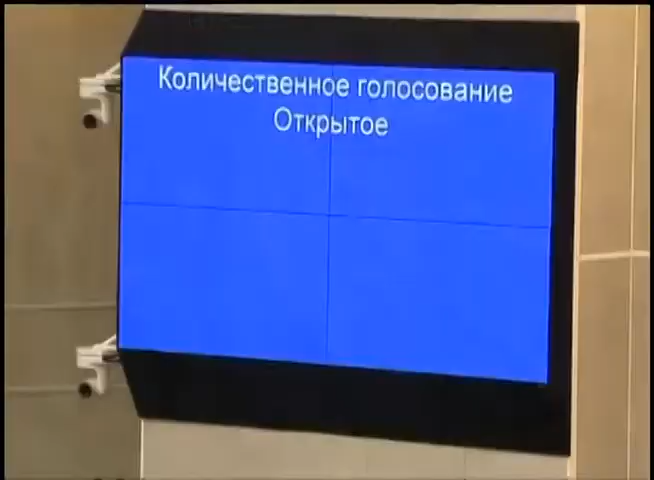 Количественное голосование
Открытое